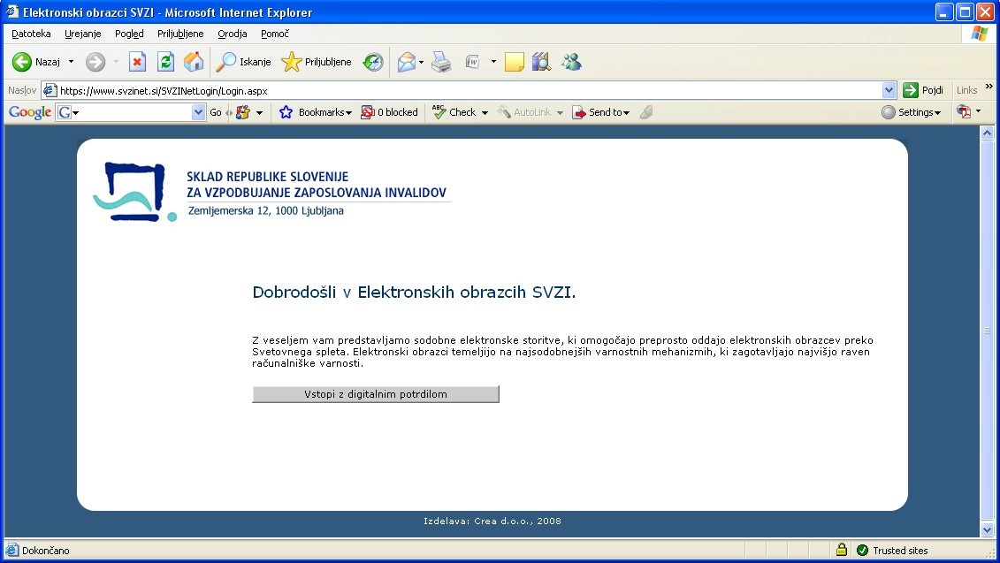 Elektronski obrazci SVZI - Microsoft Internet Explorer
Datoteka Urejanje Pogled Priljubljene Orodja Pomoč
Nazaj Iskanje Priljubljene
Naslov https://www.svzinet.si/SVZINetLogin/Login.aspx Pojdi Links »
Google G Go Bookmarks 0 blocked ABC Check AutoLink Send to Settings
SKLAD REPUBLIKE SLOVENIJE
ZA VZPODBUJANJE ZAPOSLOVANJA INVALIDOV
Zemljemerska 12, 1000 Ljubljana
Dobrodošli v Elektronskih obrazcih SVZI.
Z veseljem vam predstavljamo sodobne elektronske storitve, ki omogočajo preprosto oddajo elektronskih obrazcev preko
Svetovnega spleta. Elektronski obrazci temeljijo na najsodobnejših varnostnih mehanizmih, ki zagotavljajo najvišjo raven
računalniške varnosti.
Vstopi z digitalnim potrdilom
Izdelava: Crea d.o.o., 2008
Dokončano Trusted sites